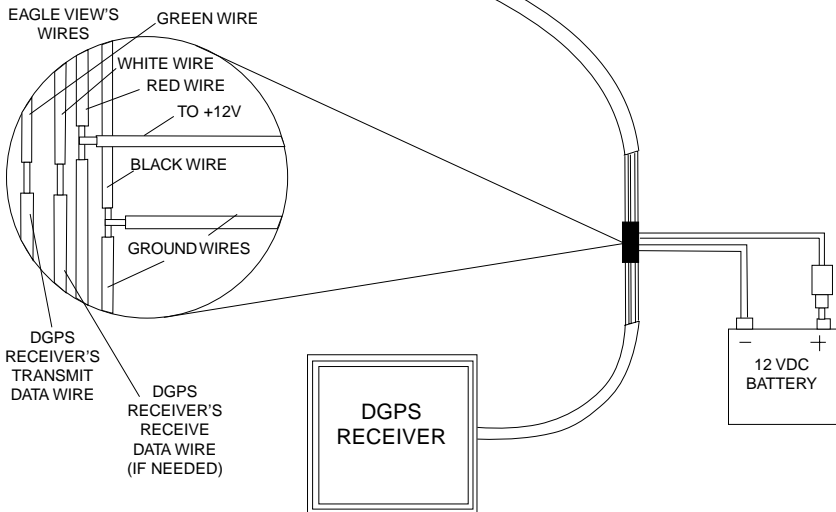 EAGLE VIEW'S
WIRES
GREEN WIRE
WHITE WIRE
RED WIRE
TO +12V
BLACK WIRE
GROUND WIRES
DGPS
RECEIVER'S
TRANSMIT
DATA WIRE
DGPS
RECEIVER'S
RECEIVE
DATA WIRE
(IF NEEDED)
DGPS
RECEIVER
− +
12 VDC
BATTERY